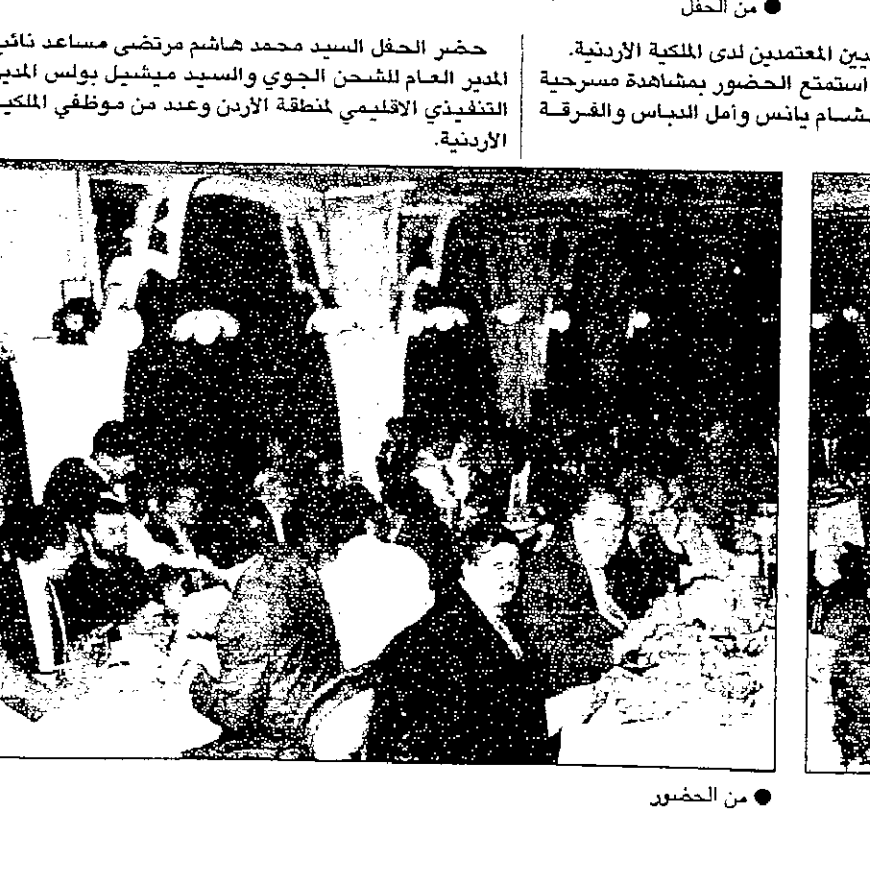 ● من الحفل
ـيين المعتمدين لدى الملكية الأردنية.
استمتع الحضور بمشاهدة مسرحية
ـشام يانس وأمل الدباس والفرقة
حضر الحفل السيد محمد هاشم مرتضى مساعد نائب
المدير العام للشحن الجوي والسيد ميشيل بولس المدير
التنفيذي الاقليمي لمنطقة الأردن وعدد من موظفي الملكية
الأردنية.
● من الحضور